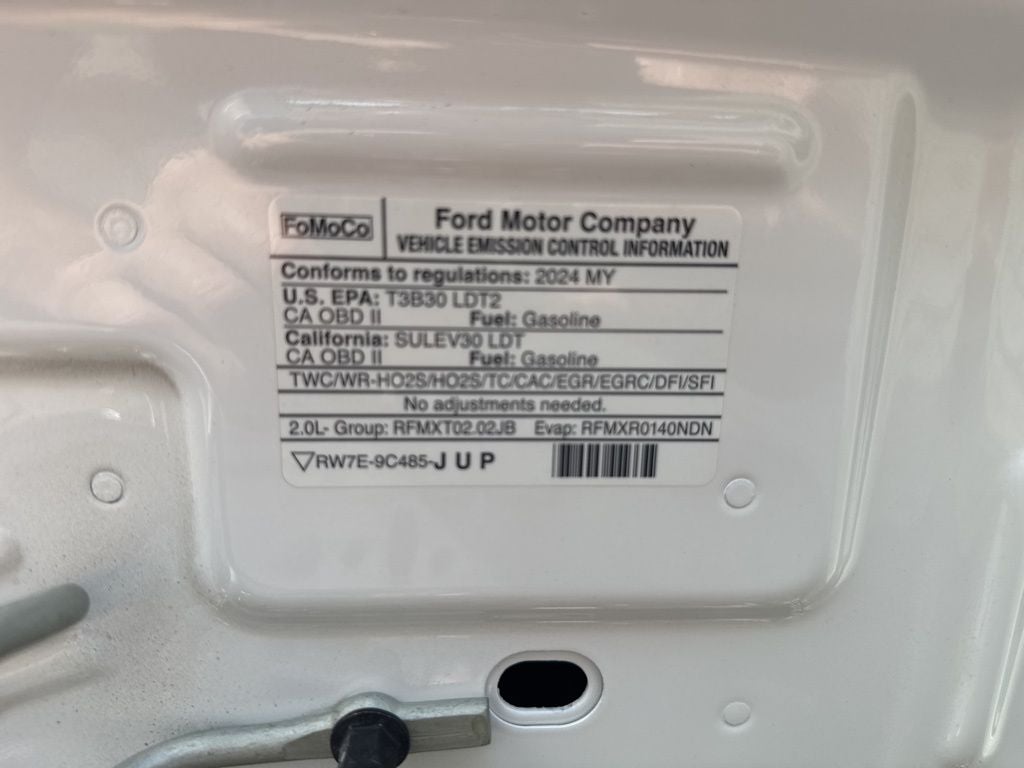 FoMoCo
Ford Motor Company
VEHICLE EMISSION CONTROL INFORMATION
Conforms to regulations: 2024 MY
U.S. EPA: T3B30 LDT2
CA OBD II Fuel: Gasoline
California: SULEV30 LDT
CA OBD II Fuel: Gasoline
TWC/WR-HO2S/HO2S/TC/CAC/EGR/EGRC/DFI/SFI
No adjustments needed.
2.0L- Group: RFMXT02.02JB Evap: RFMXR0140NDN
RW7E-9C485-J U P